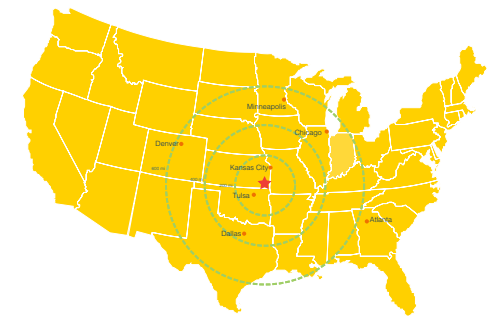 Minneapolis
Chicago
Denver
Kansas City
Tulsa
Dallas
Atlanta